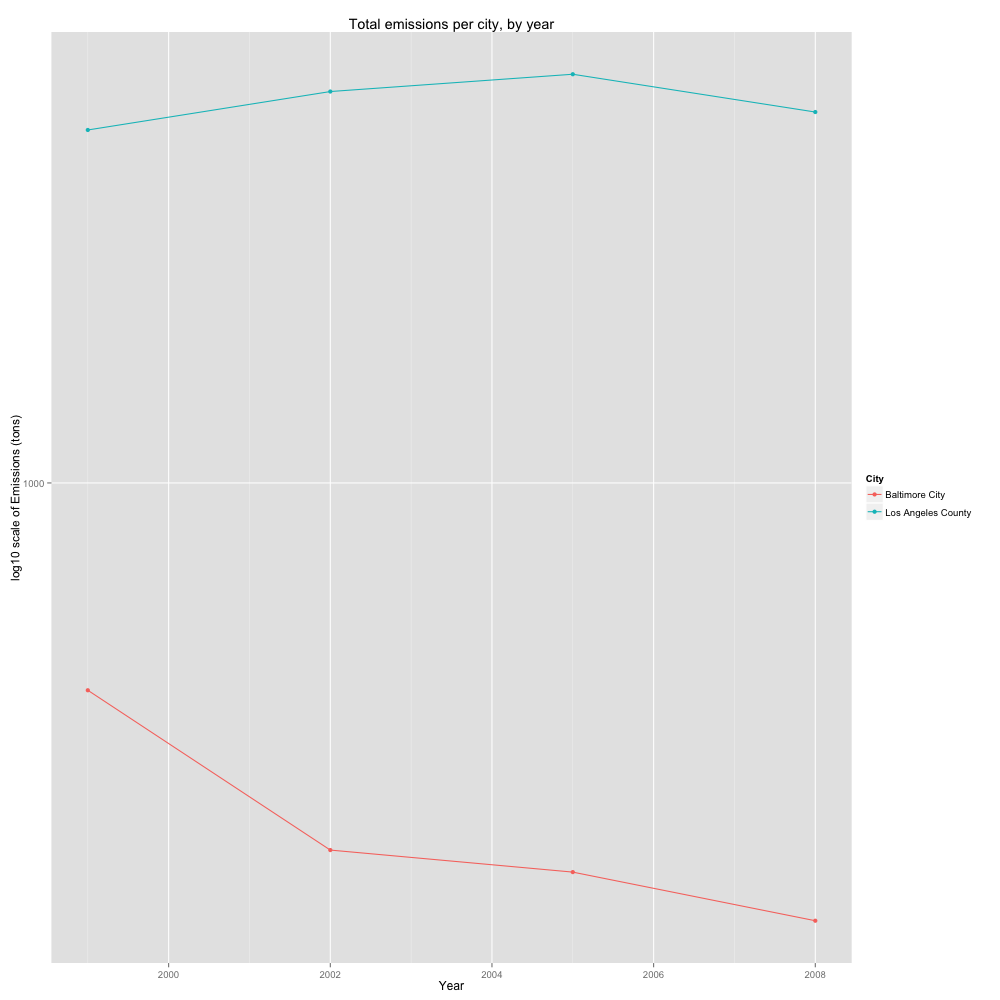 Total emissions per city, by year
log10 scale of Emissions (tons)
1000
City
Baltimore City
Los Angeles County
2000 2002 2004 2006 2008
Year